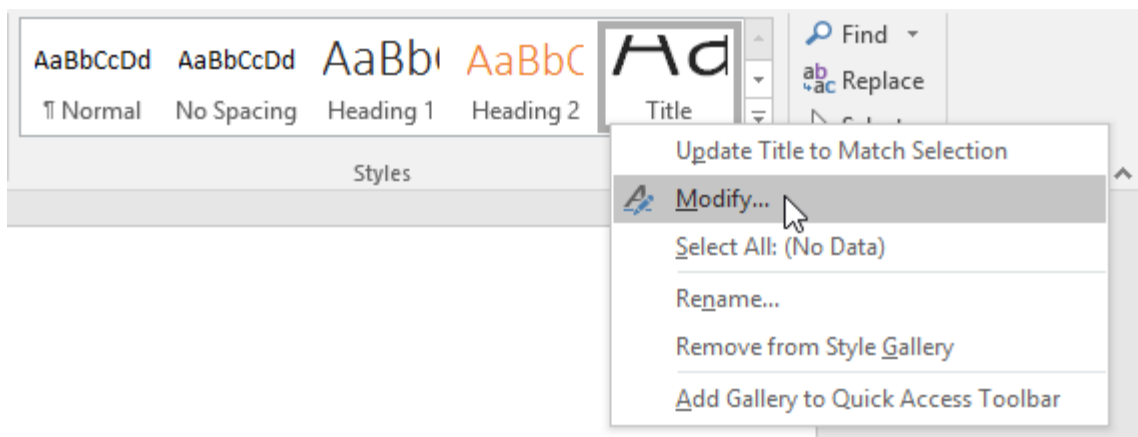 AaBbCcDd AaBbCcDd AaBb AaBbC
¶ Normal No Spacing Heading 1 Heading 2 Title
Styles
Find
Replace
Update Title to Match Selection
Modify...
Select All: (No Data)
Rename...
Remove from Style Gallery
Add Gallery to Quick Access Toolbar